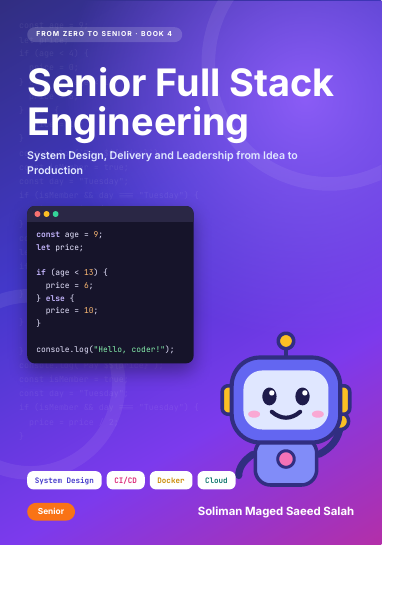 FROM ZERO TO SENIOR · BOOK 4
Senior Full Stack
Engineering
System Design, Delivery and Leadership from Idea to
Production
const age = 9;
let price;
if (age < 13) {
price = 6;
} else {
price = 10;
}
console.log("Hello, coder!");
System Design
CI/CD
Docker
Cloud
Senior
Soliman Maged Saeed Salah